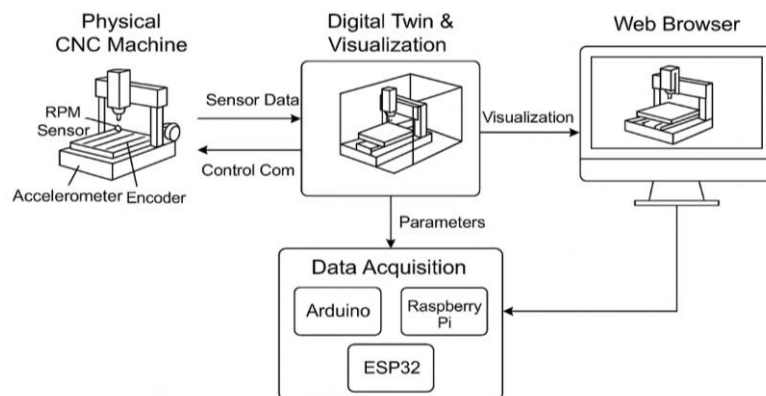 Physical
CNC Machine
RPM
Sensor
Accelerometer
Encoder
Sensor Data
Control Com
Digital Twin &
Visualization
Visualization
Web Browser
Parameters
Data Acquisition
Arduino
Raspberry
Pi
ESP32